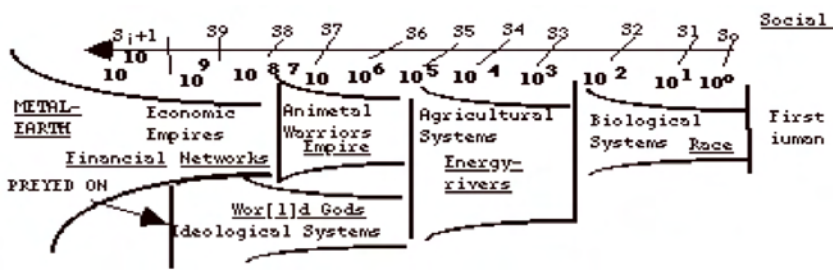 Social
S i+1 S9 S8 S7 S6 S5 S4 S3 S2 S1 S0
10 10 10 9 10 8 7 10 10 6 10 5 10 4 10 3 10 2 10 1 10 0
METAL-EARTH
Economic Empires
Financial Networks
Animetal Warriors
Empire
Agricultural Systems
Energy-rivers
Biological Systems
Race
First iuman
PREYED ON
Wor[l]d Gods
Ideological Systems